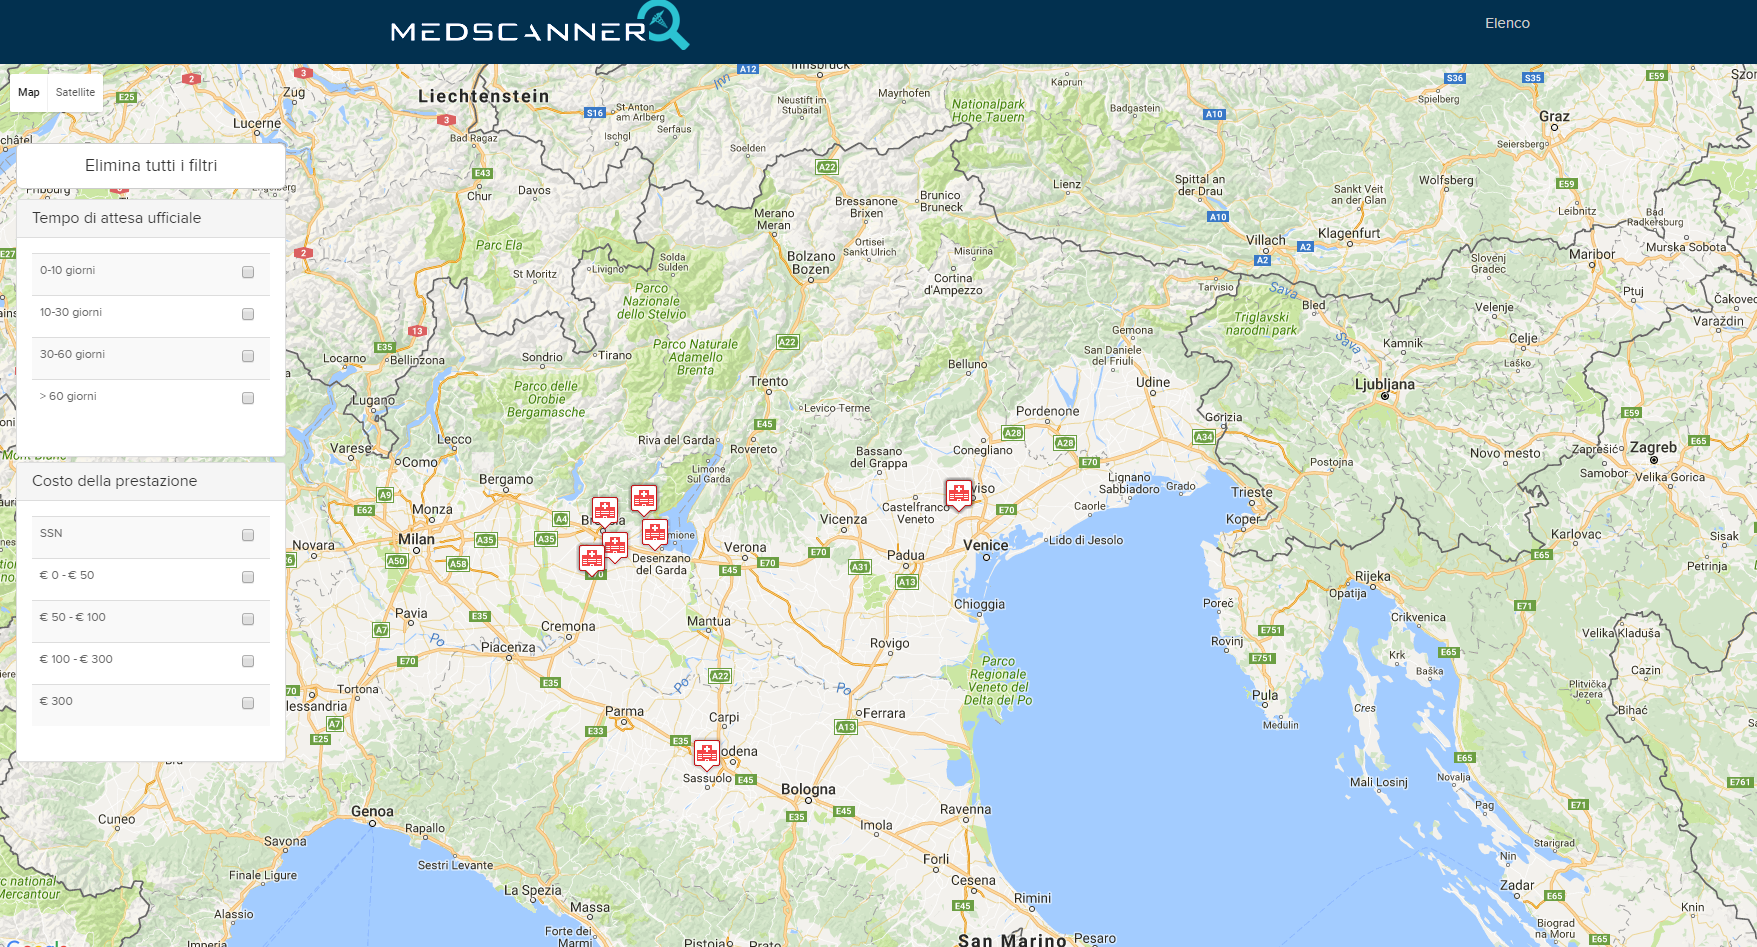 MEDSCANNER
Elenco
Map
Satellite
Elimina tutti i filtri
Tempo di attesa ufficiale
0-10 giorni
10-30 giorni
30-60 giorni
> 60 giorni
Costo della prestazione
SSN
€ 0 - € 50
€ 50 - € 100
€ 100 - € 300
€ 300
Liechtenstein
Zug
Lucerne
Bad Ragaz
St Anton
am Arlberg
Ischgl
Serfaus
Neustift im
Stubaital
Mayrhofen
Soelden
Inn
Nationalpark
Hohe Tauern
Kaprun
Badgastein
Spielberg
Graz
Seiersberg
Davos
Chur
Parc Ela
St Moritz
Livigno
Merano
Meran
Bressanone
Brixen
Brunico
Bruneck
Lienz
Spittal an
der Drau
Sankt Veit
an der Glan
Wolfsberg
Leibnitz
Bad
Radkersburg
Murska Sobota
Villach
Klagenfurt
Maribor
Slovenj
Gradec
Ptuj
Čakovec
Varaždin
Bolzano
Bozen
Ortisei
Sankt Ulrich
Misurina
Cortina
d'Ampezzo
Solda
Sulden
Parco
Nazionale
dello Stelvio
Tarvisio
Sava
Bled
Velenje
Triglavski
narodni park
Sava
Kamnik
Celje
Laško
Gemona
San Daniele
del Friuli
Locarno
Bellinzona
Sondrio
Tirano
Parco Naturale
Adamello
Brenta
Parco delle
Orobie
Bergamasche
Trento
Levico Terme
Belluno
Udine
Pordenone
Gorizia
Ljubljana
Zagreb
Zaprešić
Samobor
Velika Gorica
Novo mesto
Postojna
Lugano
Varese
Como
Lecco
Bergamo
Monza
Milan
Novara
Riva del Garda
Rovereto
Limone
Sul Garda
Bassano
del Grappa
Conegliano
Castelfranco
Veneto
Vicenza
Verona
Padua
Venice
Lido di Jesolo
Caorle
Lignano
Sabbiadoro
Grado
Trieste
Koper
Desenzano
del Garda
Chioggia
Rovigo
Mantua
Cremona
Piacenza
Pavia
Tortona
Po
Po
Po
Parco
Regionale
Veneto del
Delta del Po
Ferrara
Parma
Carpi
Sassuolo
Bologna
Imola
Ravenna
Forli
Cesena
Rimini
San Marino
Pesaro
Genoa
Rapallo
Sestri Levante
La Spezia
Massa
Forte dei
Marmi
Pistoia
Prato
Savona
Finale Ligure
Alassio
Imperia
Cuneo
Poreč
Rovinj
Pula
Medulin
Opatija
Rijeka
Crikvenica
Krk
Baška
Cres
Mali Losinj
Novalja
Pag
Nin
Zadar
Starigrad
Biograd
na Moru
Knin
Karlovac
Sisak
Petrinja
Velika Kladuša
Cazin
Bihać
Plitvička
Jezera
Google